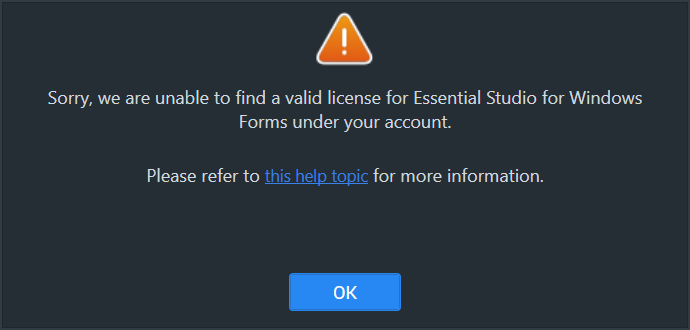 Sorry, we are unable to find a valid license for Essential Studio for Windows
Forms under your account.
Please refer to this help topic for more information.
OK